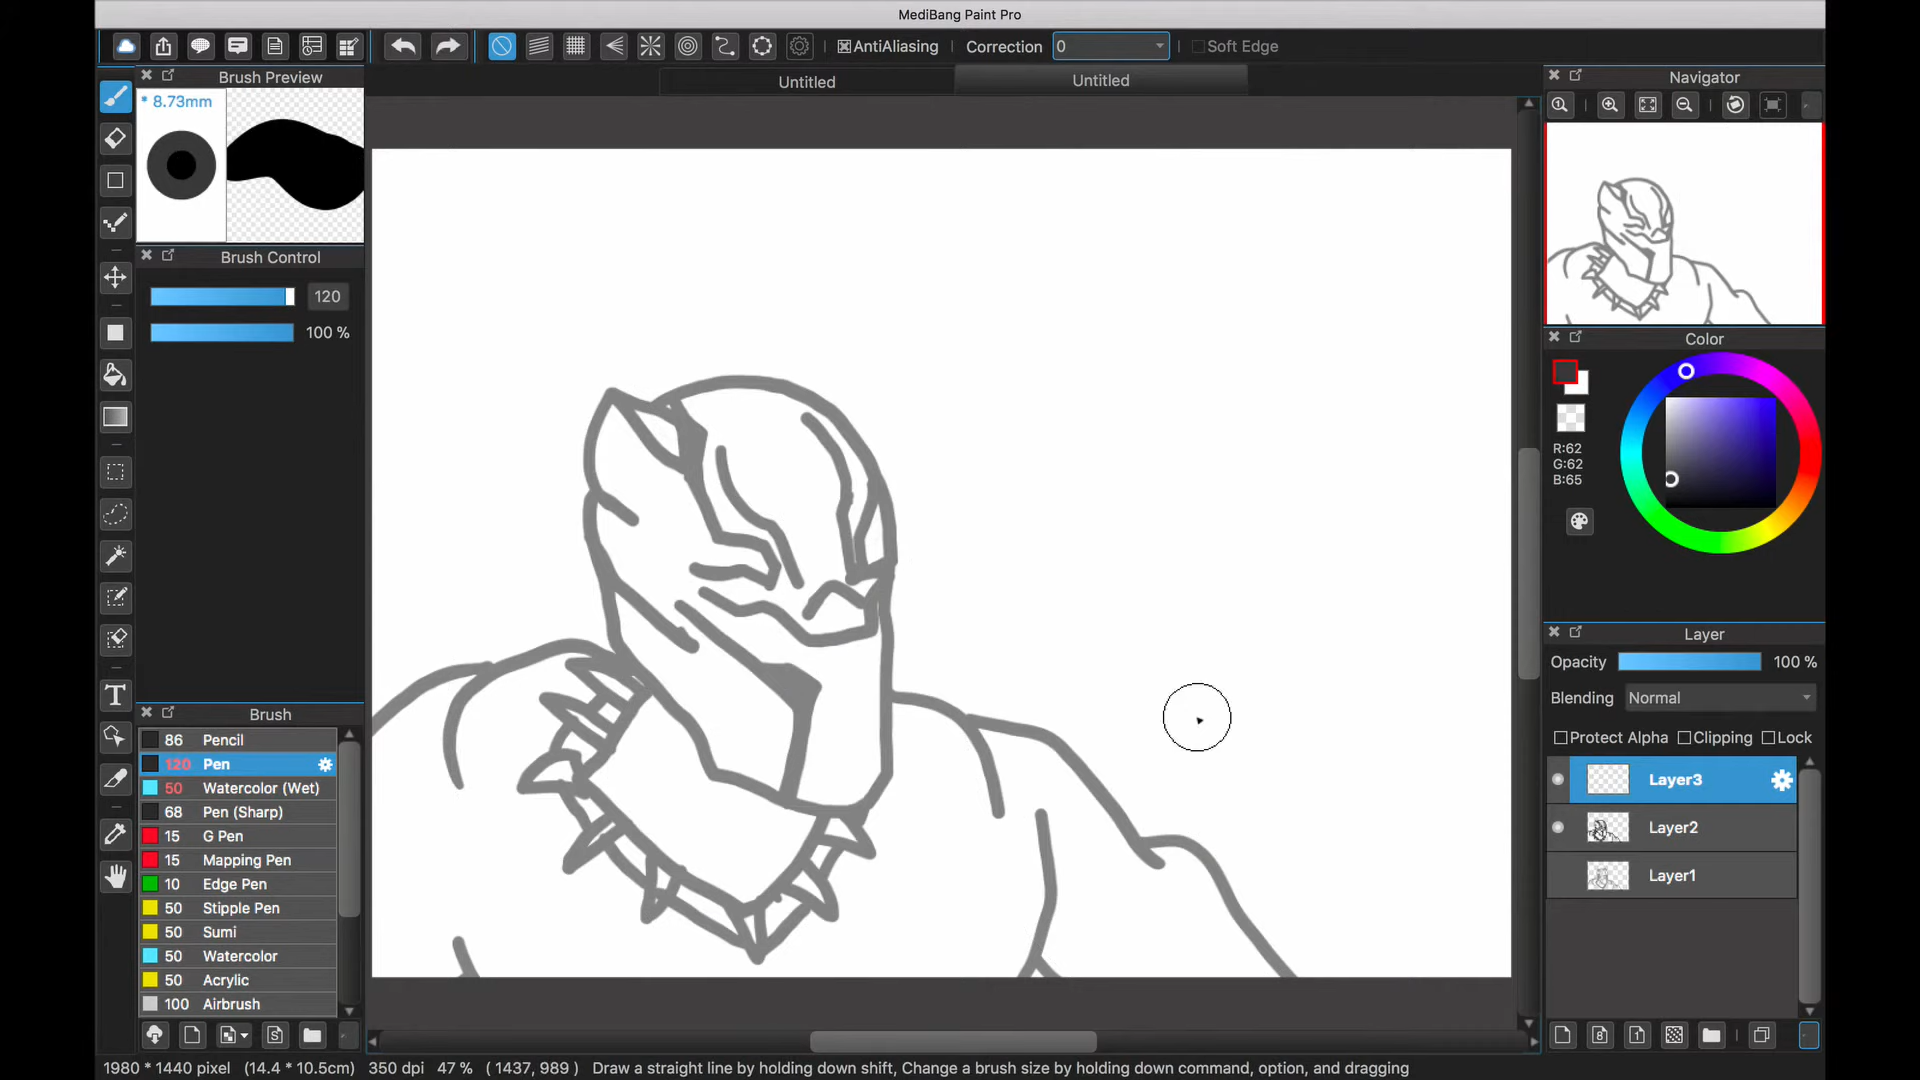 MediBang Paint Pro
AntiAliasing
Correction
0
Soft Edge
Brush Preview
Untitled
Untitled
Navigator
* 8.73mm
Brush Control
120
100 %
Color
R:62
G:62
B:65
Layer
Opacity
100 %
Blending
Normal
Protect Alpha
Clipping
Lock
Layer3
Layer2
Layer1
Brush
86 Pencil
120 Pen
50 Watercolor (Wet)
68 Pen (Sharp)
15 G Pen
15 Mapping Pen
10 Edge Pen
50 Stipple Pen
50 Sumi
50 Watercolor
50 Acrylic
100 Airbrush
1980 * 1440 pixel (14.4 * 10.5cm) 350 dpi 47 % ( 1437, 989 ) Draw a straight line by holding down shift, Change a brush size by holding down command, option, and dragging